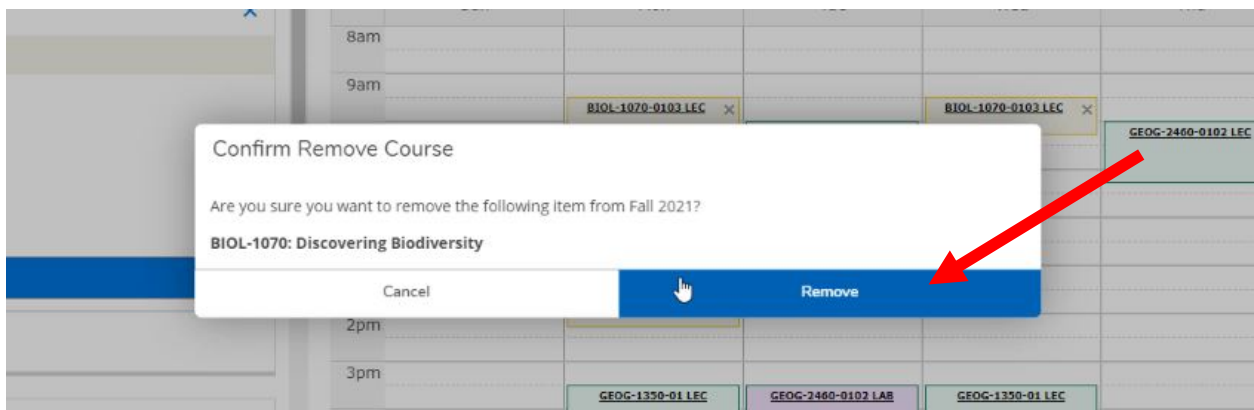 8am
9am
BIOL-1070-0103 LEC
BIOL-1070-0103 LEC
GEOG-2460-0102 LEC
Confirm Remove Course
Are you sure you want to remove the following item from Fall 2021?
BIOL-1070: Discovering Biodiversity
Cancel
Remove
2pm
3pm
GEOG-1350-01 LEC
GEOG-2460-0102 LAB
GEOG-1350-01 LEC